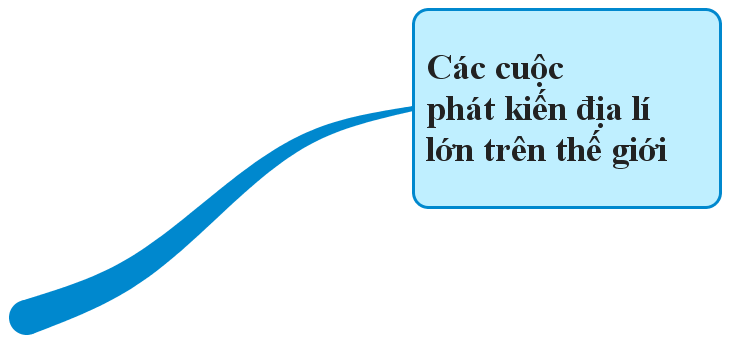 Các cuộc
phát kiến địa lí
lớn trên thế giới